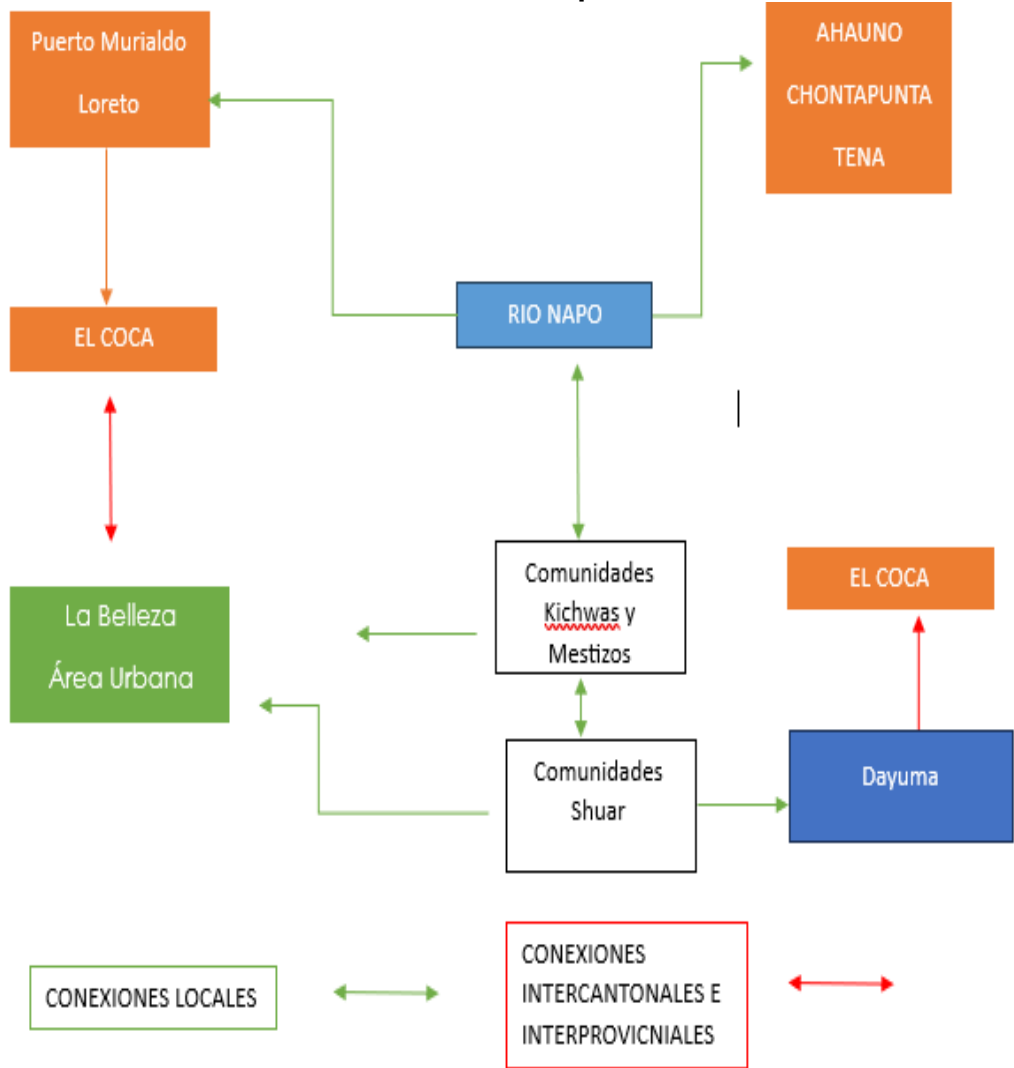 Puerto Murialdo
Loreto
AHAUNO
CHONTAPUNTA
TENA
RIO NAPO
EL COCA
Comunidades
Kichwas y
Mestizos
EL COCA
La Belleza
Área Urbana
Comunidades
Shuar
Dayuma
CONEXIONES LOCALES
CONEXIONES
INTERCANTONALES E
INTERPROVICNIALES